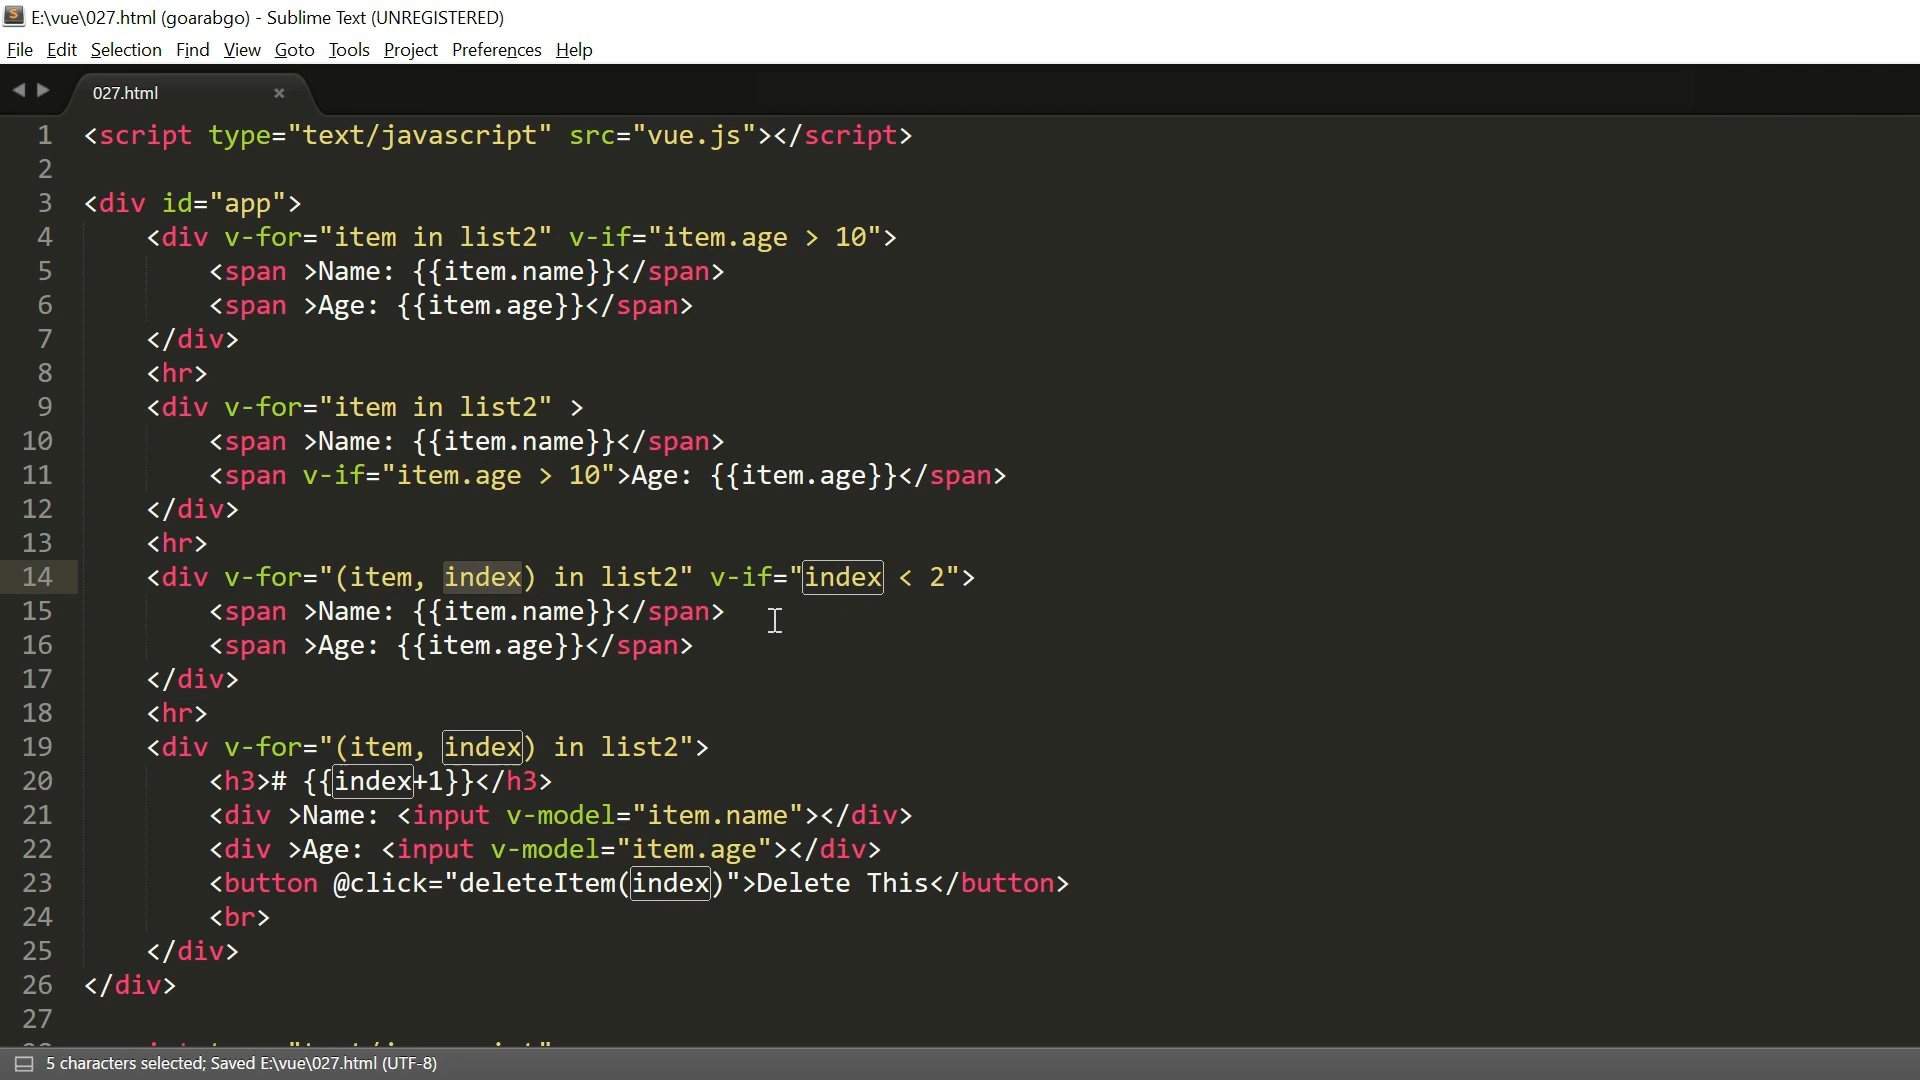 E:\vue\027.html (goarabgo) - Sublime Text (UNREGISTERED)
File Edit Selection Find View Goto Tools Project Preferences Help
027.html
1 <script type="text/javascript" src="vue.js"></script>
2
3 <div id="app">
4 <div v-for="item in list2" v-if="item.age > 10">
5 <span >Name: {{item.name}}</span>
6 <span >Age: {{item.age}}</span>
7 </div>
8 <hr>
9 <div v-for="item in list2" >
10 <span >Name: {{item.name}}</span>
11 <span v-if="item.age > 10">Age: {{item.age}}</span>
12 </div>
13 <hr>
14 <div v-for="(item, index) in list2" v-if="index < 2">
15 <span >Name: {{item.name}}</span>
16 <span >Age: {{item.age}}</span>
17 </div>
18 <hr>
19 <div v-for="(item, index) in list2">
20 <h3># {{index+1}}</h3>
21 <div >Name: <input v-model="item.name"></div>
22 <div >Age: <input v-model="item.age"></div>
23 <button @click="deleteItem(index)">Delete This</button>
24 <br>
25 </div>
26 </div>
27
5 characters selected; Saved E:\vue\027.html (UTF-8)